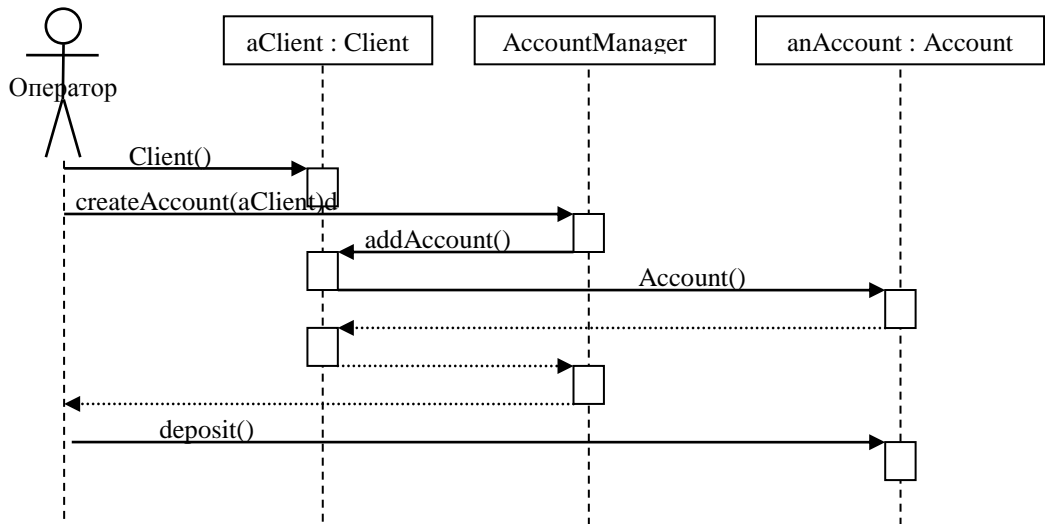 aClient : Client
AccountManager
anAccount : Account
Оператор
Client()
createAccount(aClient)d
addAccount()
Account()
deposit()